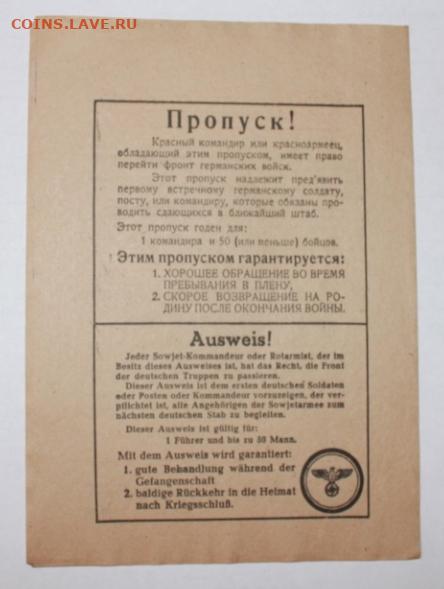 COINS.LAVE.RU
Пропуск!
Красный командир или красноармеец,
обладающий этим пропуском, имеет право
перейти фронт германских войск.
Этот пропуск надлежит пред'явить
первому встречному германскому солдату,
посту, или командиру, которые обязаны про-
водить сдающихся в ближайший штаб.
Этот пропуск годен для:
1 командира и 50 (или меньше) бойцов.
Этим пропуском гарантируется:
1. ХОРОШЕЕ ОБРАЩЕНИЕ ВО ВРЕМЯ
ПРЕБЫВАНИЯ В ПЛЕНУ,
2. СКОРОЕ ВОЗВРАЩЕНИЕ НА РО-
ДИНУ ПОСЛЕ ОКОНЧАНИЯ ВОЙНЫ.
Ausweis!
Jeder Sowjet-Kommandeur oder Rotarmist, der im
Besitz dieses Ausweises ist, hat das Recht, die Front
der deutschen Truppen zu passieren.
Dieser Ausweis ist dem ersten deutschen Soldaten
oder Posten oder Kommandeur vorzuzeigen, der ver-
pflichtet ist, alle Angehörigen der Sowjetarmee zum
nächsten deutschen Stab zu begleiten.
Dieser Ausweis ist gültig für:
1 Führer und bis zu 50 Mann.
Mit dem Ausweis wird garantiert:
1. gute Behandlung während der
Gefangenschaft
2. baldige Rückkehr in die Heimat
nach Kriegsschluß.